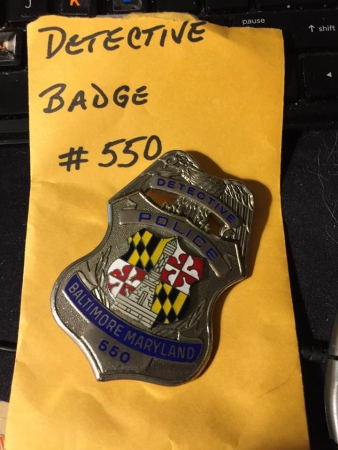 DETECTIVE
BADGE
# 550
DETECTIVE
POLICE
BALTIMORE MARYLAND
550
pause
shift
K